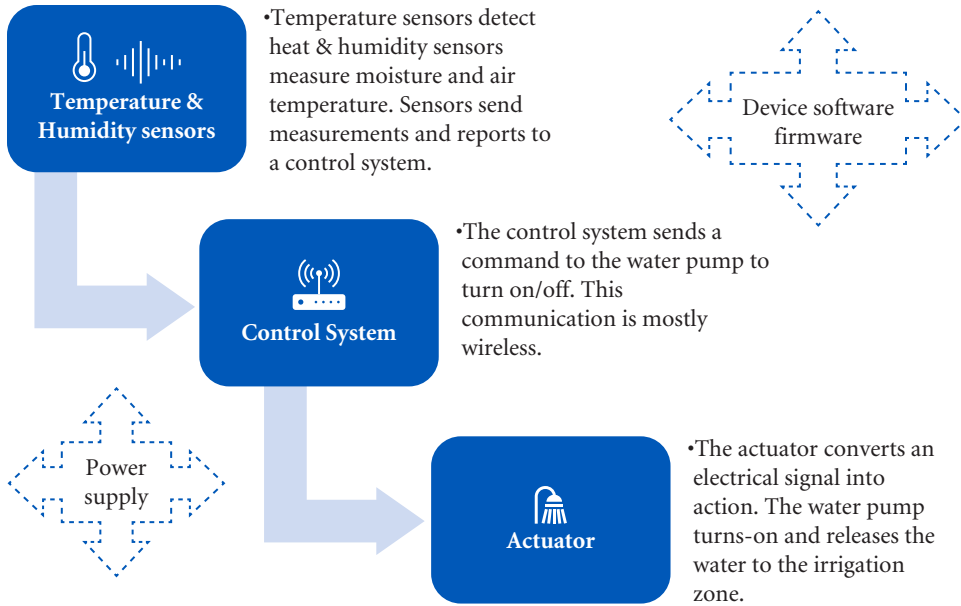 Temperature &
Humidity sensors
•Temperature sensors detect
heat & humidity sensors
measure moisture and air
temperature. Sensors send
measurements and reports to
a control system.
Device software
firmware
Control System
•The control system sends a
command to the water pump to
turn on/off. This
communication is mostly
wireless.
Power
supply
Actuator
•The actuator converts an
electrical signal into
action. The water pump
turns-on and releases the
water to the irrigation
zone.